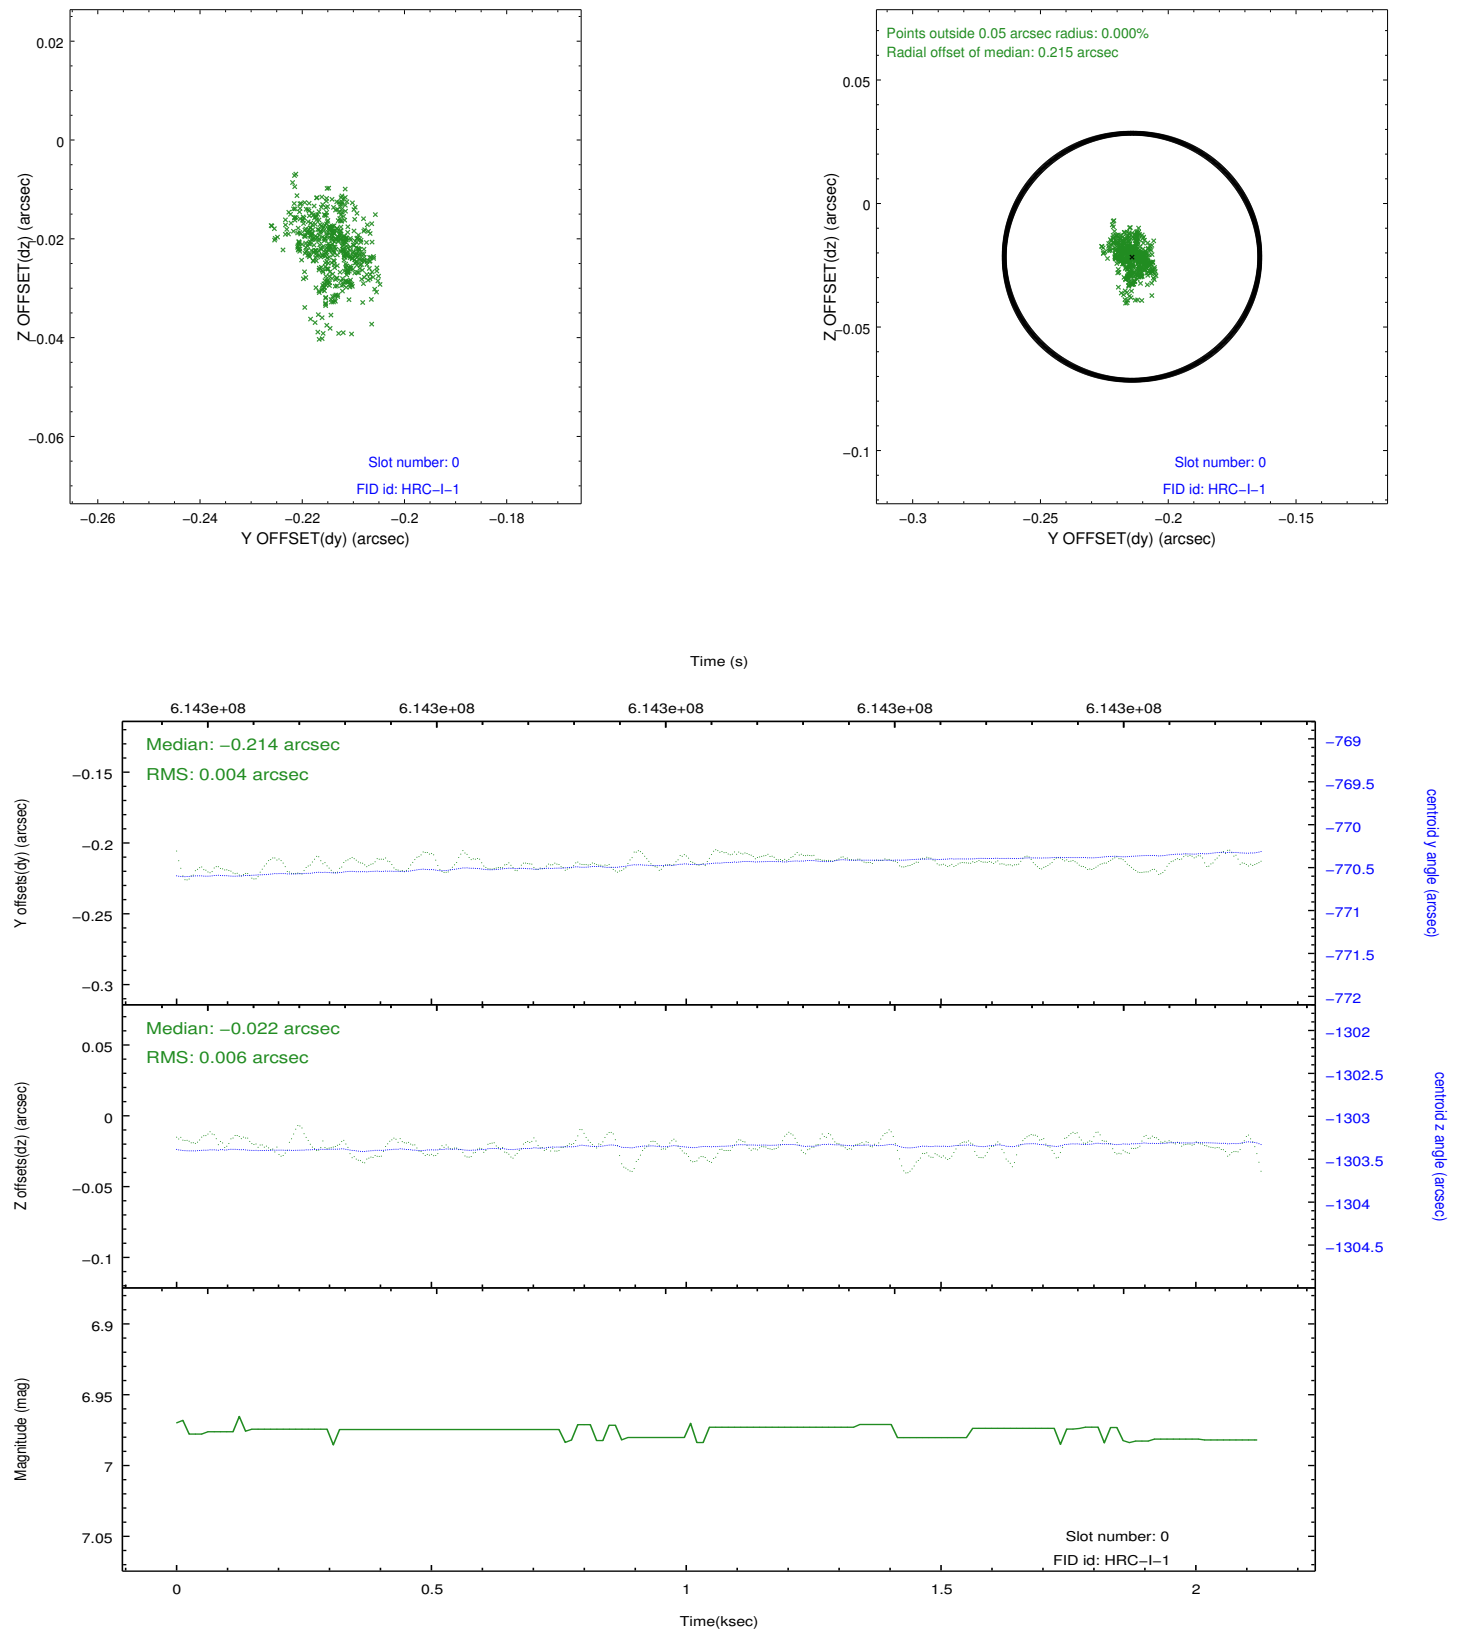 0.02
0
−0.02
−0.04
−0.06
Z OFFSET(dz) (arcsec)
Slot number: 0
FID id: HRC−I−1
−0.26
−0.24
−0.22
−0.2
−0.18
Y OFFSET(dy) (arcsec)
Points outside 0.05 arcsec radius: 0.000%
Radial offset of median: 0.215 arcsec
0.05
0
−0.05
−0.1
Z OFFSET(dz) (arcsec)
Slot number: 0
FID id: HRC−I−1
−0.3
−0.25
−0.2
−0.15
Y OFFSET(dy) (arcsec)
Time (s)
6.143e+08
6.143e+08
6.143e+08
6.143e+08
6.143e+08
Median: −0.214 arcsec
RMS: 0.004 arcsec
−0.15
−0.2
−0.25
−0.3
Y offsets(dy) (arcsec)
−769
−769.5
−770
−770.5
−771
−771.5
−772
centroid y angle (arcsec)
Median: −0.022 arcsec
RMS: 0.006 arcsec
0.05
0
−0.05
−0.1
Z offsets(dz) (arcsec)
−1302
−1302.5
−1303
−1303.5
−1304
−1304.5
centroid z angle (arcsec)
6.9
6.95
7
7.05
Magnitude (mag)
Slot number: 0
FID id: HRC−I−1
0
0.5
1
1.5
2
Time(ksec)